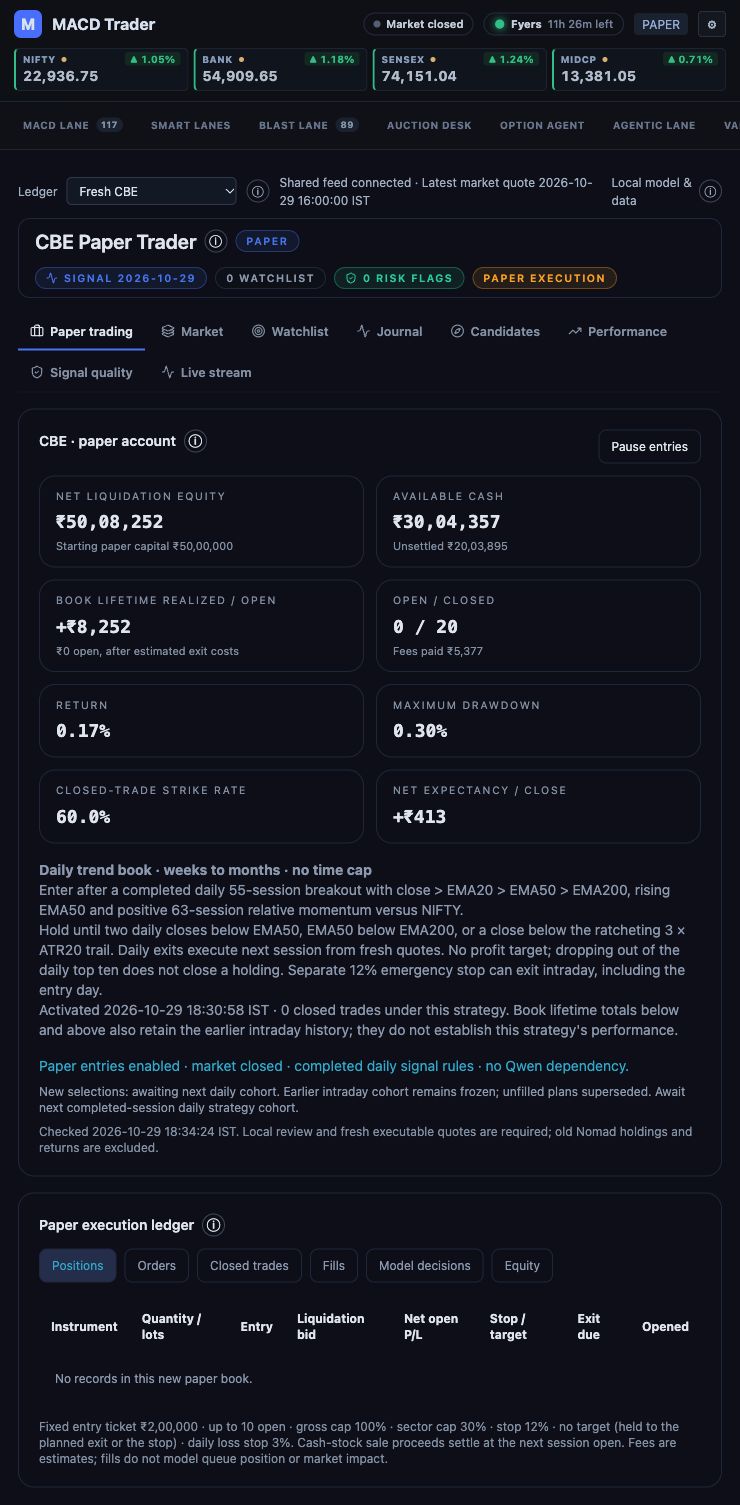 M MACD Trader Market closed Fyers 11h 26m left PAPER
NIFTY 1.05% BANK 1.18% SENSEX 1.24% MIDCP 0.71%
22,936.75 54,909.65 74,151.04 13,381.05
MACD LANE 117 SMART LANES BLAST LANE 89 AUCTION DESK OPTION AGENT AGENTIC LANE VA
Ledger Fresh CBE
Shared feed connected · Latest market quote 2026-10-
29 16:00:00 IST
Local model &
data
CBE Paper Trader PAPER
SIGNAL 2026-10-29 0 WATCHLIST 0 RISK FLAGS PAPER EXECUTION
Paper trading Market Watchlist Journal Candidates Performance
Signal quality Live stream
CBE · paper account
Pause entries
NET LIQUIDATION EQUITY
₹50,08,252
Starting paper capital ₹50,00,000
AVAILABLE CASH
₹30,04,357
Unsettled ₹20,03,895
BOOK LIFETIME REALIZED / OPEN
+₹8,252
₹0 open, after estimated exit costs
OPEN / CLOSED
0 / 20
Fees paid ₹5,377
RETURN
0.17%
MAXIMUM DRAWDOWN
0.30%
CLOSED-TRADE STRIKE RATE
60.0%
NET EXPECTANCY / CLOSE
+₹413
Daily trend book · weeks to months · no time cap
Enter after a completed daily 55-session breakout with close > EMA20 > EMA50 > EMA200, rising
EMA50 and positive 63-session relative momentum versus NIFTY.
Hold until two daily closes below EMA50, EMA50 below EMA200, or a close below the ratcheting 3 ×
ATR20 trail. Daily exits execute next session from fresh quotes. No profit target; dropping out of the
daily top ten does not close a holding. Separate 12% emergency stop can exit intraday, including the
entry day.
Activated 2026-10-29 18:30:58 IST · 0 closed trades under this strategy. Book lifetime totals below
and above also retain the earlier intraday history; they do not establish this strategy's performance.
Paper entries enabled · market closed · completed daily signal rules · no Qwen dependency.
New selections: awaiting next daily cohort. Earlier intraday cohort remains frozen; unfilled plans superseded. Await
next completed-session daily strategy cohort.
Checked 2026-10-29 18:34:24 IST. Local review and fresh executable quotes are required; old Nomad holdings and
returns are excluded.
Paper execution ledger
Positions Orders Closed trades Fills Model decisions Equity
Instrument
Quantity /
lots
Entry
Liquidation
bid
Net open
P/L
Stop /
target
Exit
due
Opened
No records in this new paper book.
Fixed entry ticket ₹2,00,000 · up to 10 open · gross cap 100% · sector cap 30% · stop 12% · no target (held to the
planned exit or the stop) · daily loss stop 3%. Cash-stock sale proceeds settle at the next session open. Fees are
estimates; fills do not model queue position or market impact.